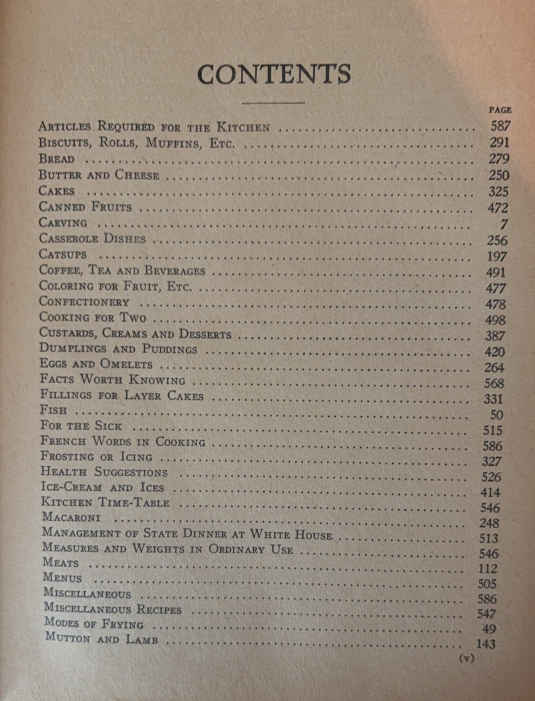 CONTENTS
PAGE
ARTICLES REQUIRED FOR THE KITCHEN 587
BISCUITS, ROLLS, MUFFINS, ETC. 291
BREAD 279
BUTTER AND CHEESE 250
CAKES 325
CANNED FRUITS 472
CARVING 7
CASSEROLE DISHES 256
CATSUPS 197
COFFEE, TEA AND BEVERAGES 491
COLORING FOR FRUIT, ETC. 477
CONFECTIONERY 478
COOKING FOR TWO 498
CUSTARDS, CREAMS AND DESSERTS 387
DUMPLINGS AND PUDDINGS 420
EGGS AND OMELETS 264
FACTS WORTH KNOWING 568
FILLINGS FOR LAYER CAKES 331
FISH 50
FOR THE SICK 515
FRENCH WORDS IN COOKING 586
FROSTING OR ICING 327
HEALTH SUGGESTIONS 526
ICE-CREAM AND ICES 414
KITCHEN TIME-TABLE 546
MACARONI 248
MANAGEMENT OF STATE DINNER AT WHITE HOUSE 513
MEASURES AND WEIGHTS IN ORDINARY USE 546
MEATS 112
MENUS 505
MISCELLANEOUS 586
MISCELLANEOUS RECIPES 547
MODES OF FRYING 49
MUTTON AND LAMB 143
(v)